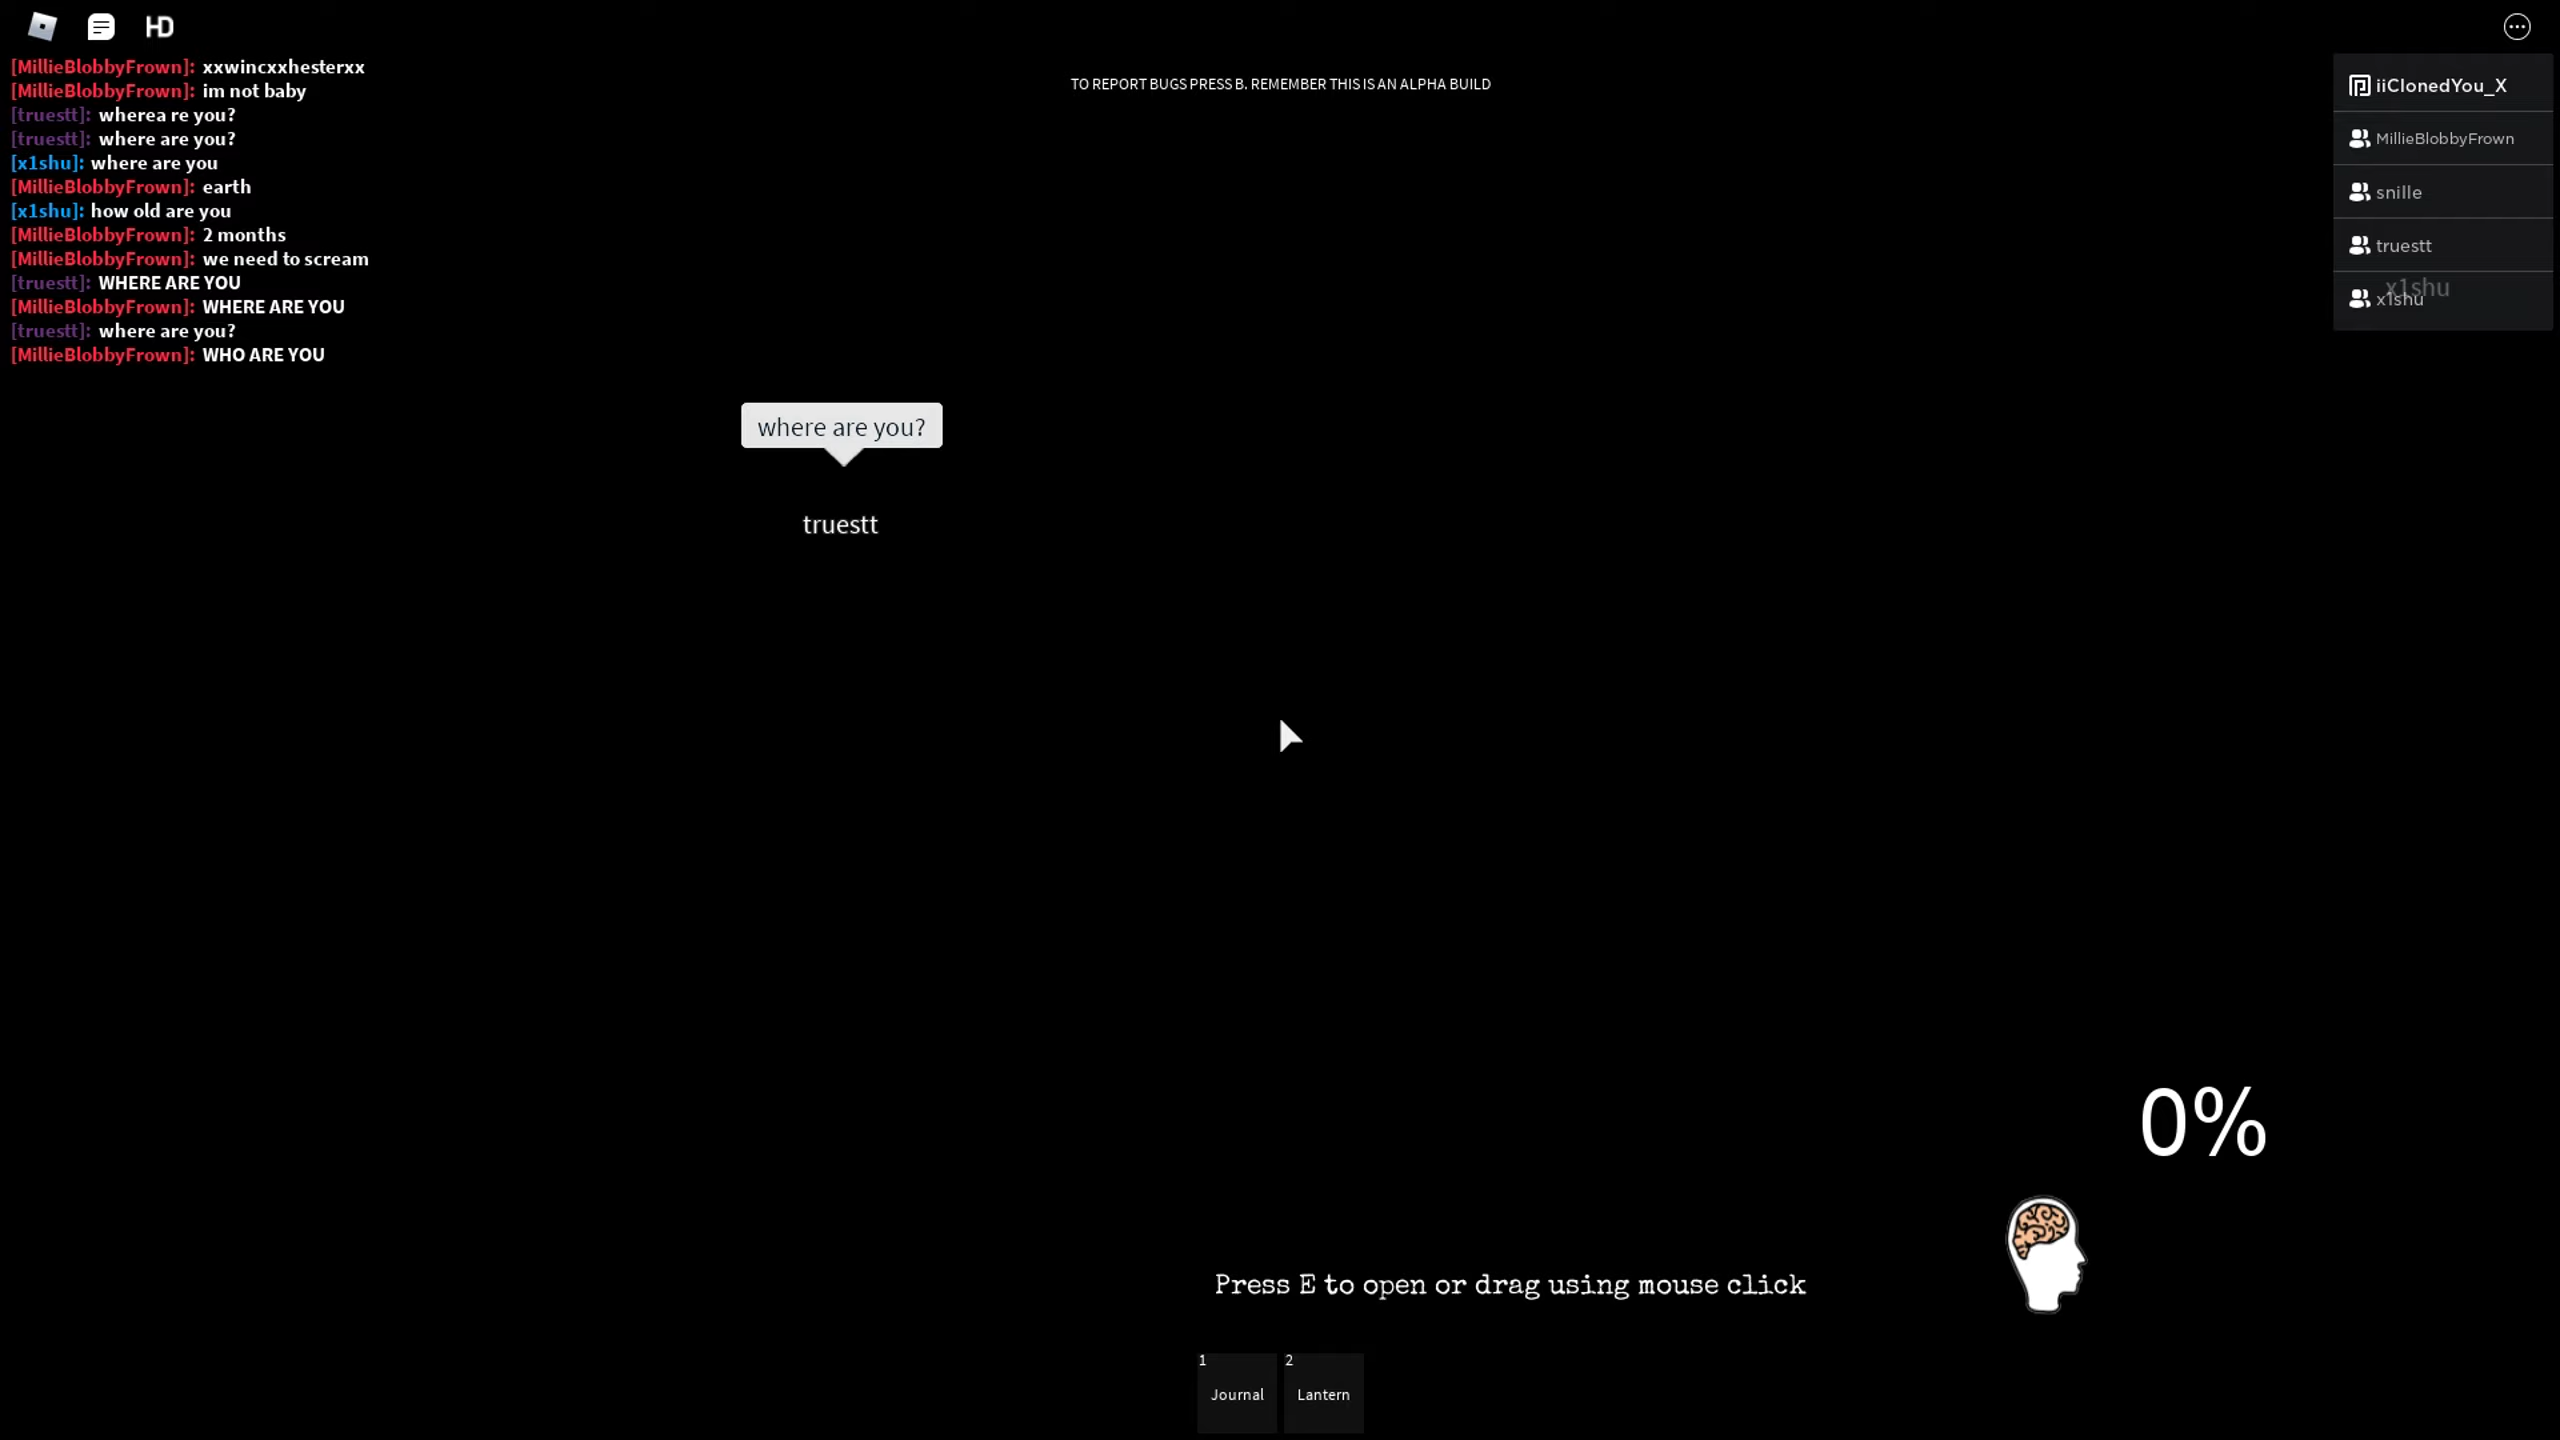 HD
[MillieBlobbyFrown]: xxwincxxhesterxx
[MillieBlobbyFrown]: im not baby
[truestt]: wherea re you?
[truestt]: where are you?
[x1shu]: where are you
[MillieBlobbyFrown]: earth
[x1shu]: how old are you
[MillieBlobbyFrown]: 2 months
[MillieBlobbyFrown]: we need to scream
[truestt]: WHERE ARE YOU
[MillieBlobbyFrown]: WHERE ARE YOU
[truestt]: where are you?
[MillieBlobbyFrown]: WHO ARE YOU
TO REPORT BUGS PRESS B. REMEMBER THIS IS AN ALPHA BUILD
iiClonedYou_X
MillieBlobbyFrown
snille
truestt
x1shu
x1shu
where are you?
truestt
0%
Press E to open or drag using mouse click
1
Journal
2
Lantern